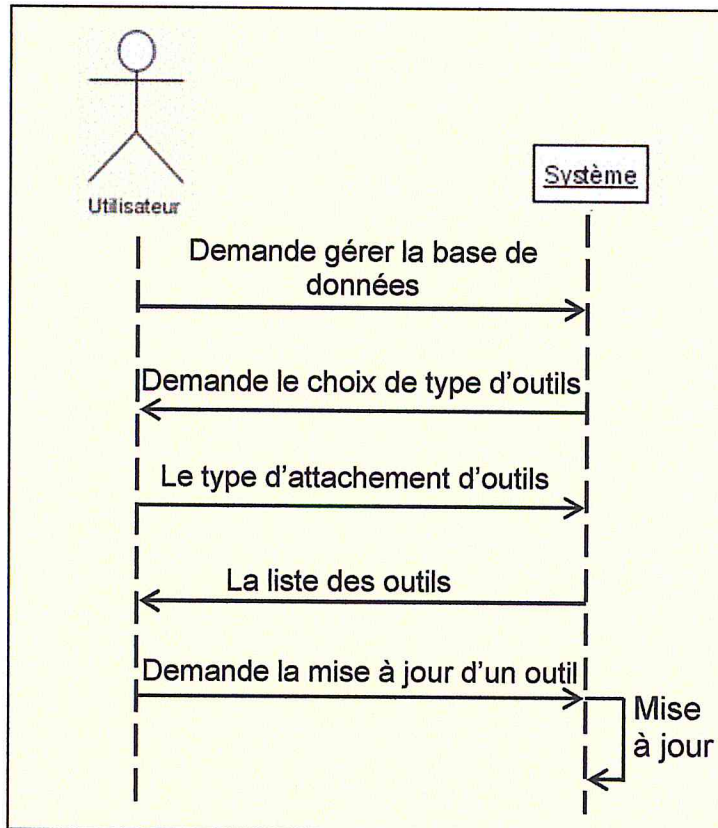 Système
Utilisateur
Demande gérer la base de
données
Demande le choix de type d'outils
Le type d'attachement d'outils
La liste des outils
Demande la mise à jour d'un outil
Mise
à jour